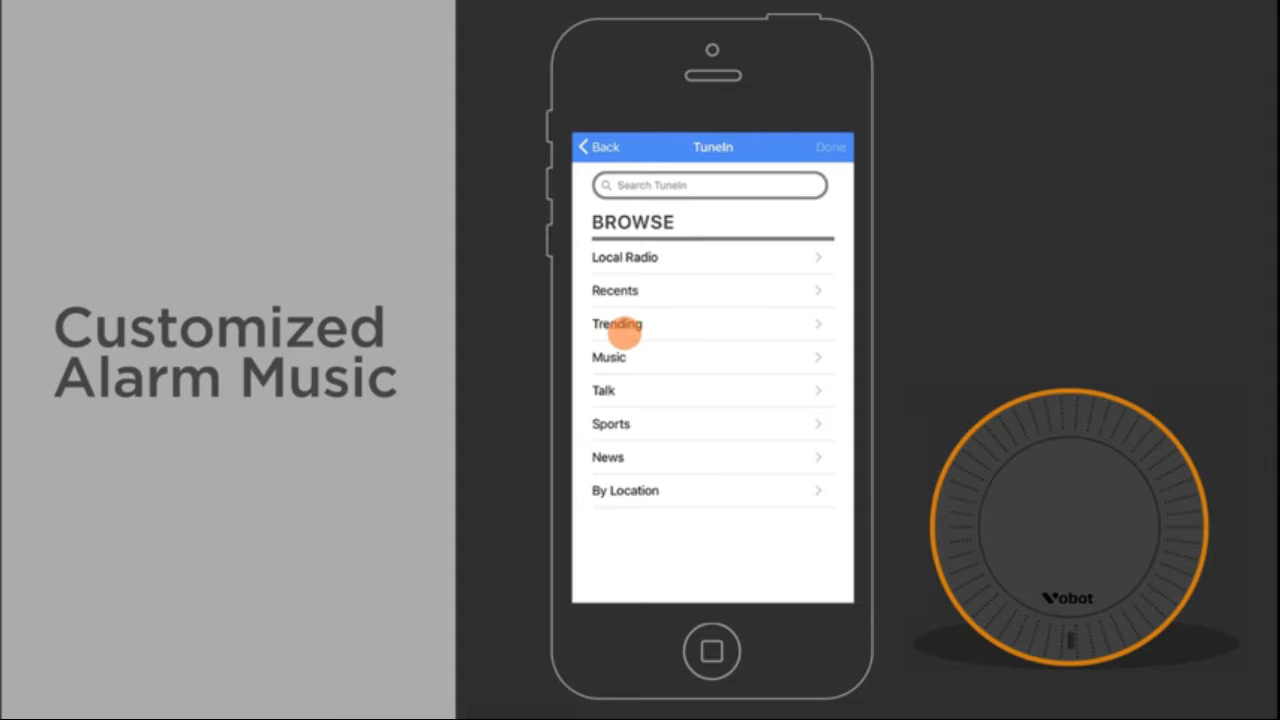 Customized
Alarm Music
Back
TuneIn
Done
Search TuneIn
BROWSE
Local Radio
Recents
Trending
Music
Talk
Sports
News
By Location
Vobot